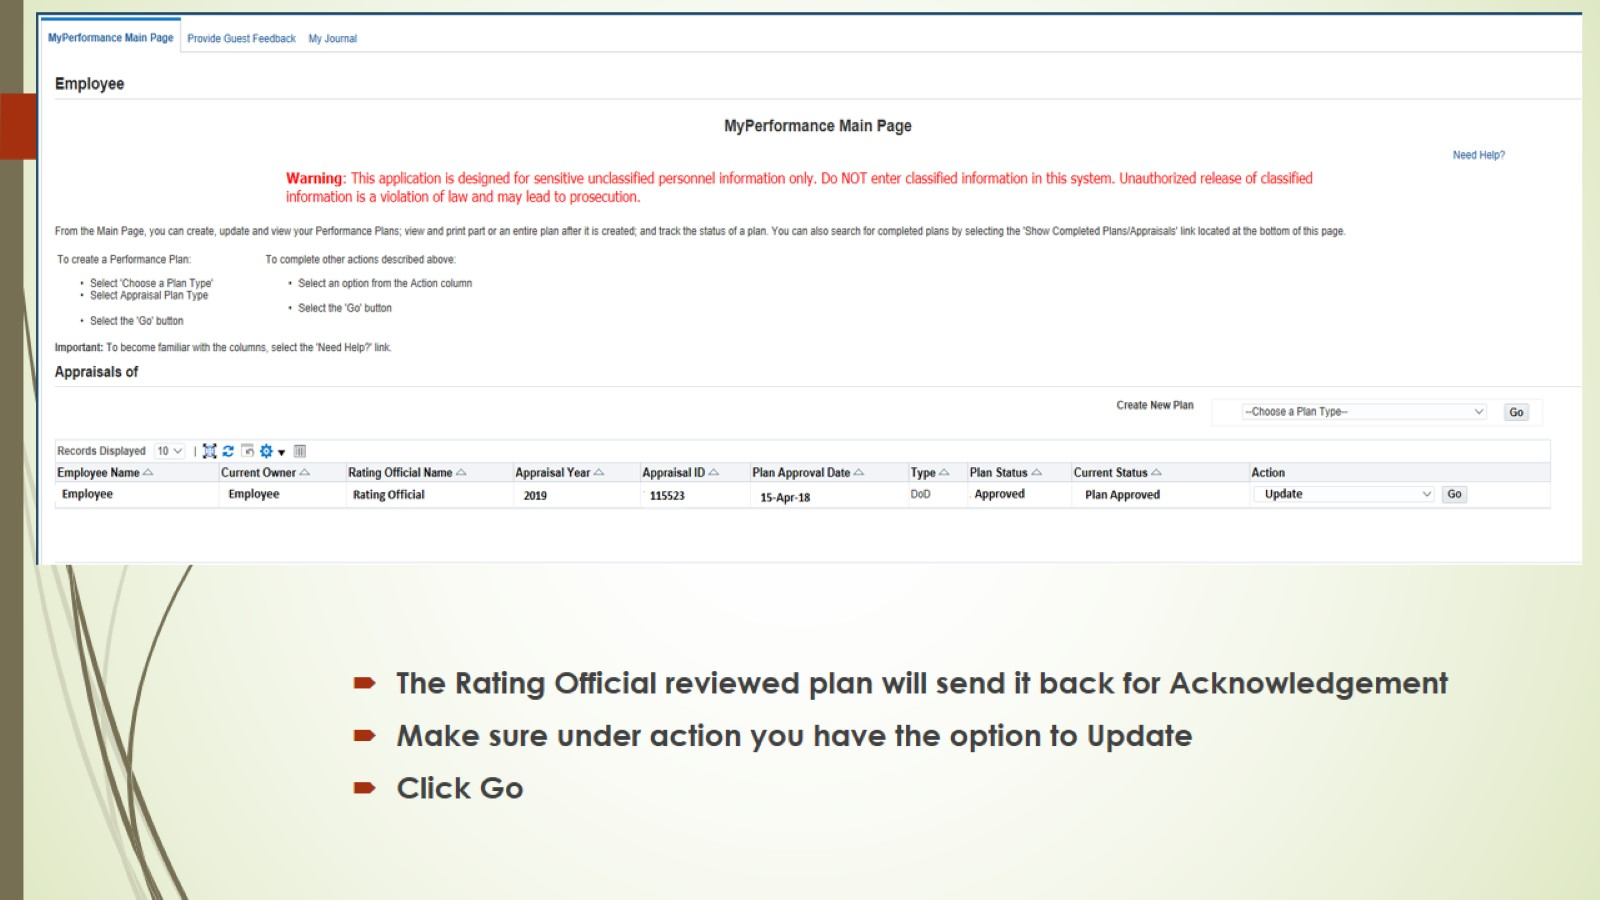 MyPerformance Main Page Provide Guest Feedback My Journal
Employee
MyPerformance Main Page
Need Help?
Warning: This application is designed for sensitive unclassified personnel information only. Do NOT enter classified information in this system. Unauthorized release of classified
information is a violation of law and may lead to prosecution.
From the Main Page, you can create, update and view your Performance Plans; view and print part or an entire plan after it is created; and track the status of a plan. You can also search for completed plans by selecting the 'Show Completed Plans/Appraisals' link located at the bottom of this page.
To create a Performance Plan: To complete other actions described above:
• Select 'Choose a Plan Type' • Select an option from the Action column
• Select Appraisal Plan Type
• Select the 'Go' button
• Select the 'Go' button
Important: To become familiar with the columns, select the 'Need Help?' link.
Appraisals of
Create New Plan --Choose a Plan Type-- Go
Records Displayed 10
Employee Name Current Owner Rating Official Name Appraisal Year Appraisal ID Plan Approval Date Type Plan Status Current Status Action
Employee Employee Rating Official 2019 115523 15-Apr-18 DoD Approved Plan Approved Update Go
The Rating Official reviewed plan will send it back for Acknowledgement
Make sure under action you have the option to Update
Click Go